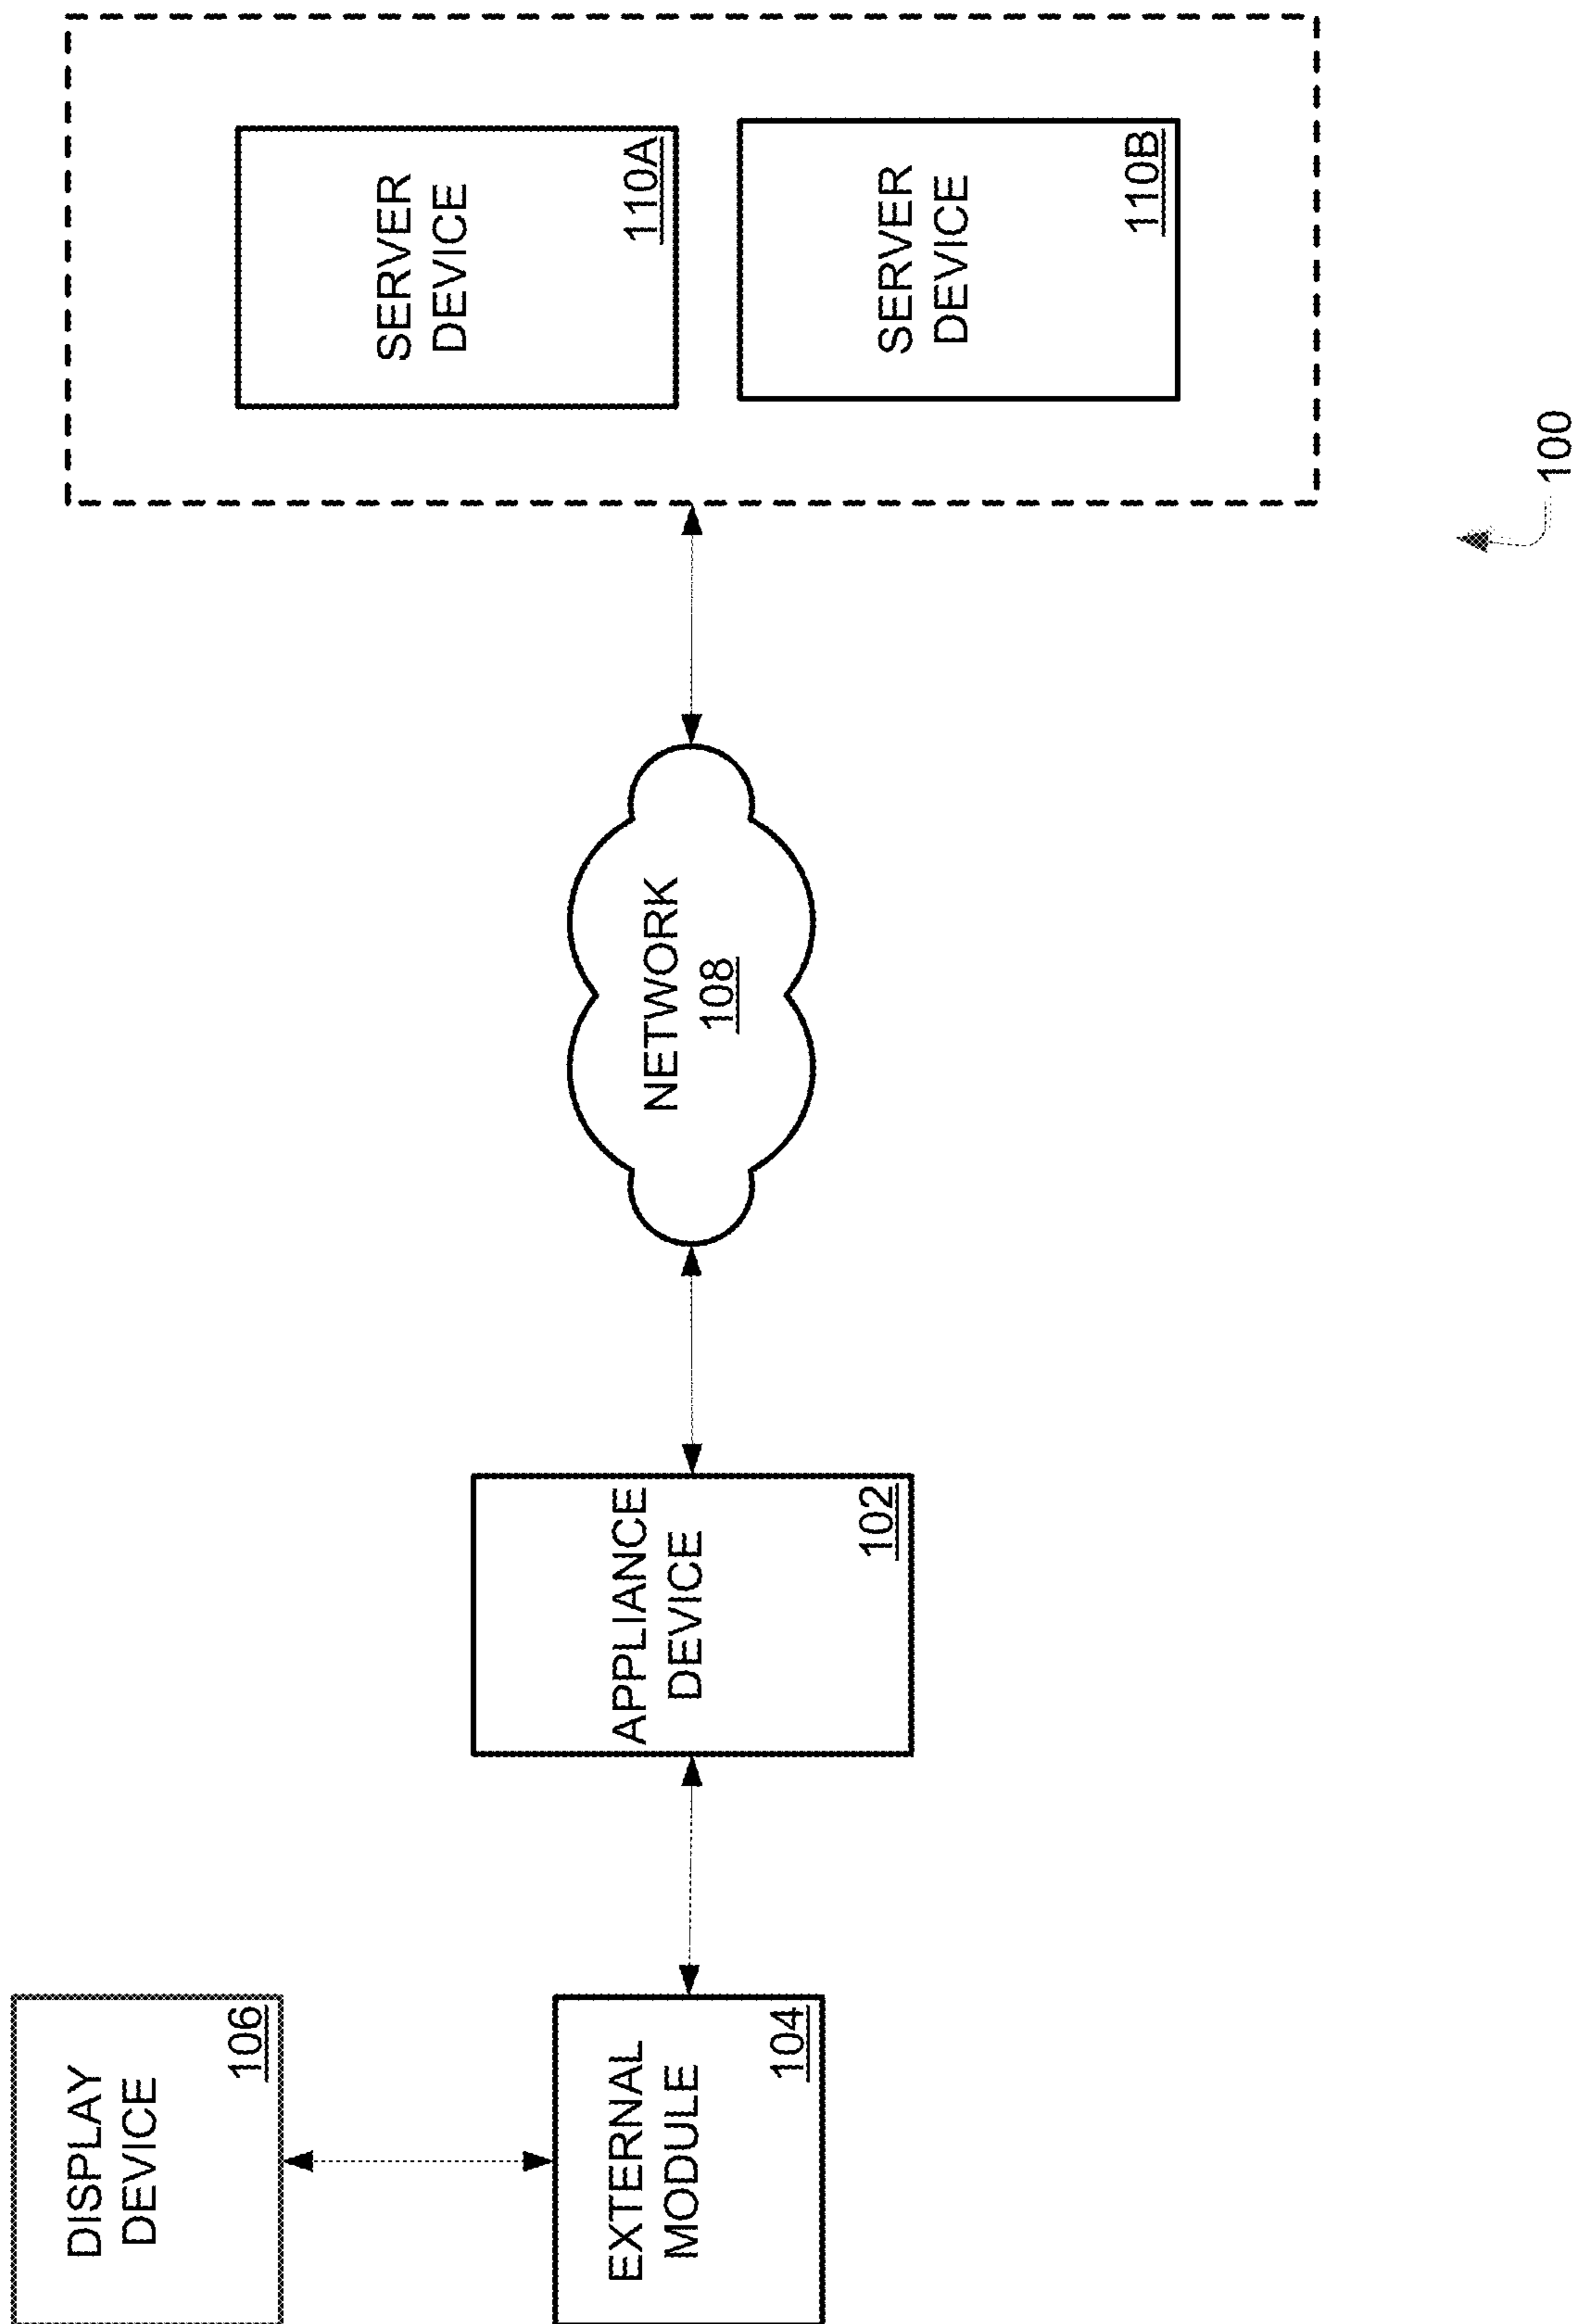 DISPLAY
DEVICE
106
EXTERNAL
MODULE
104
APPLIANCE
DEVICE
102
NETWORK
108
SERVER
DEVICE
110A
SERVER
DEVICE
110B
100